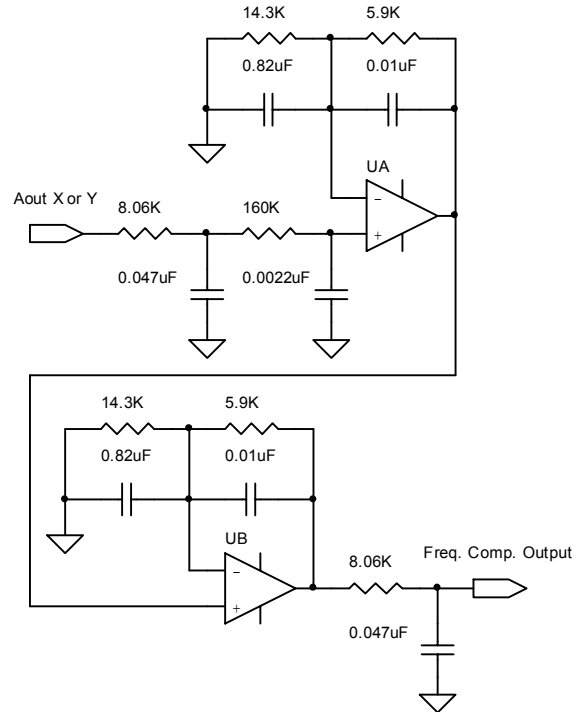 14.3K 5.9K
0.82uF 0.01uF
UA
Aout X or Y
8.06K 160K
-
+
0.047uF 0.0022uF
14.3K 5.9K
0.82uF 0.01uF
UB
Freq. Comp. Output
8.06K
-
+
0.047uF